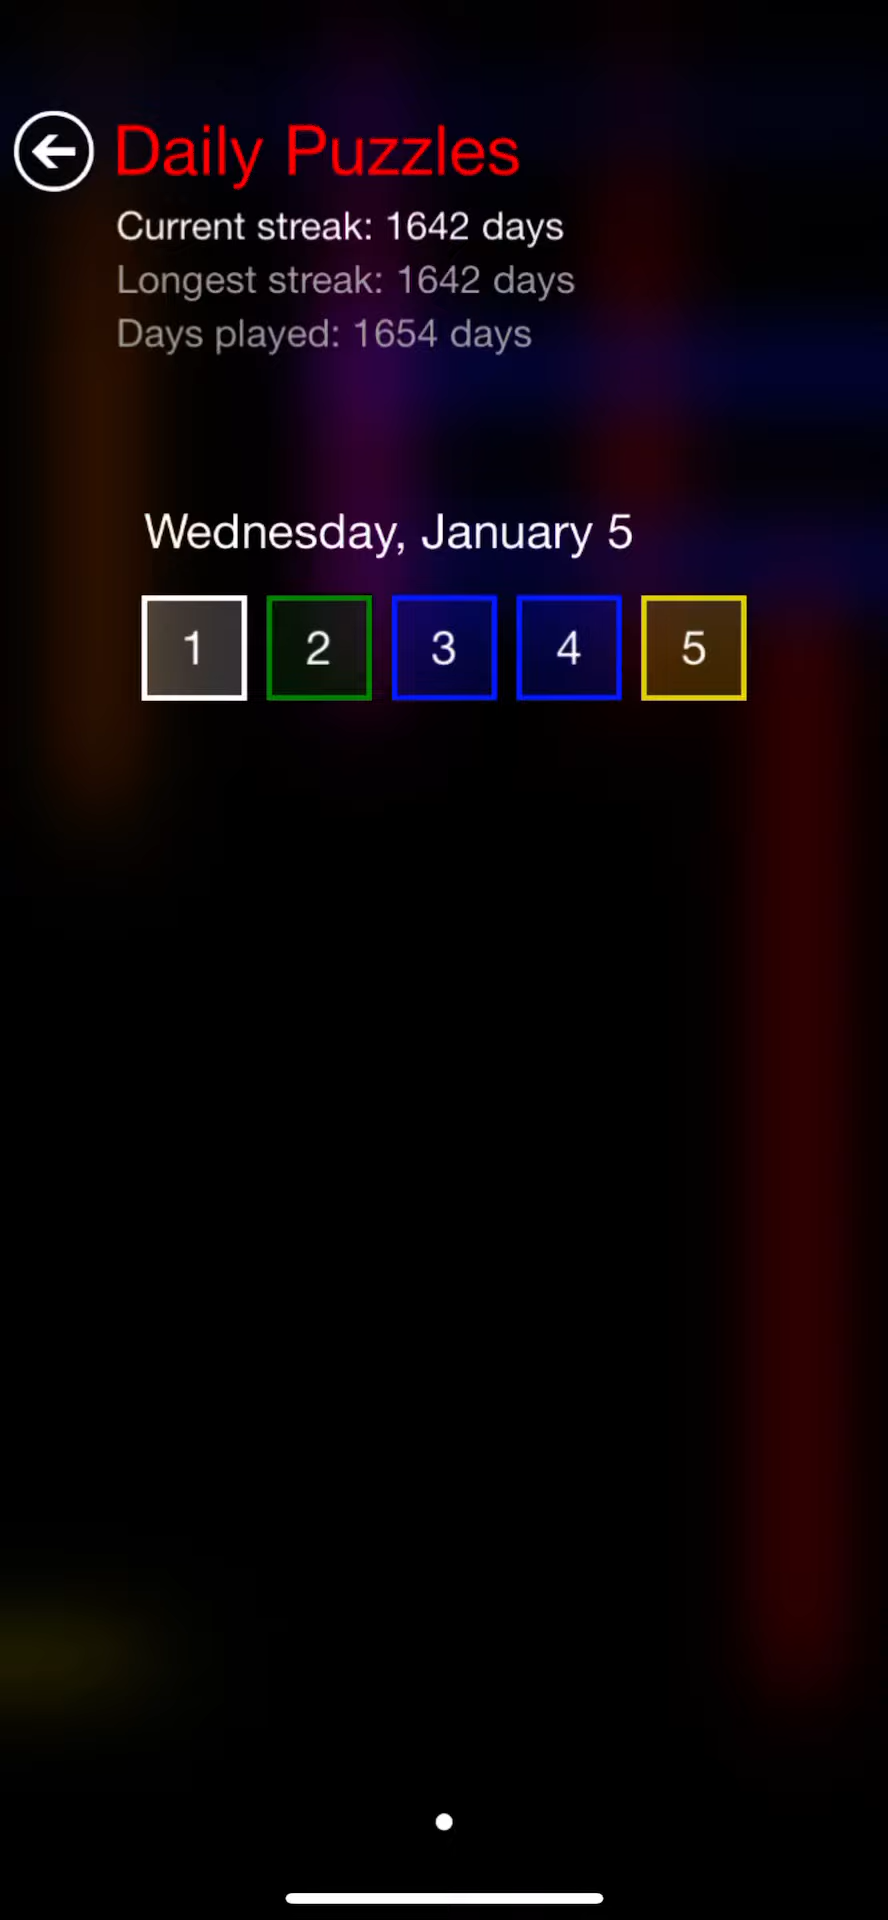 Daily Puzzles
Current streak: 1642 days
Longest streak: 1642 days
Days played: 1654 days
Wednesday, January 5
1 2 3 4 5